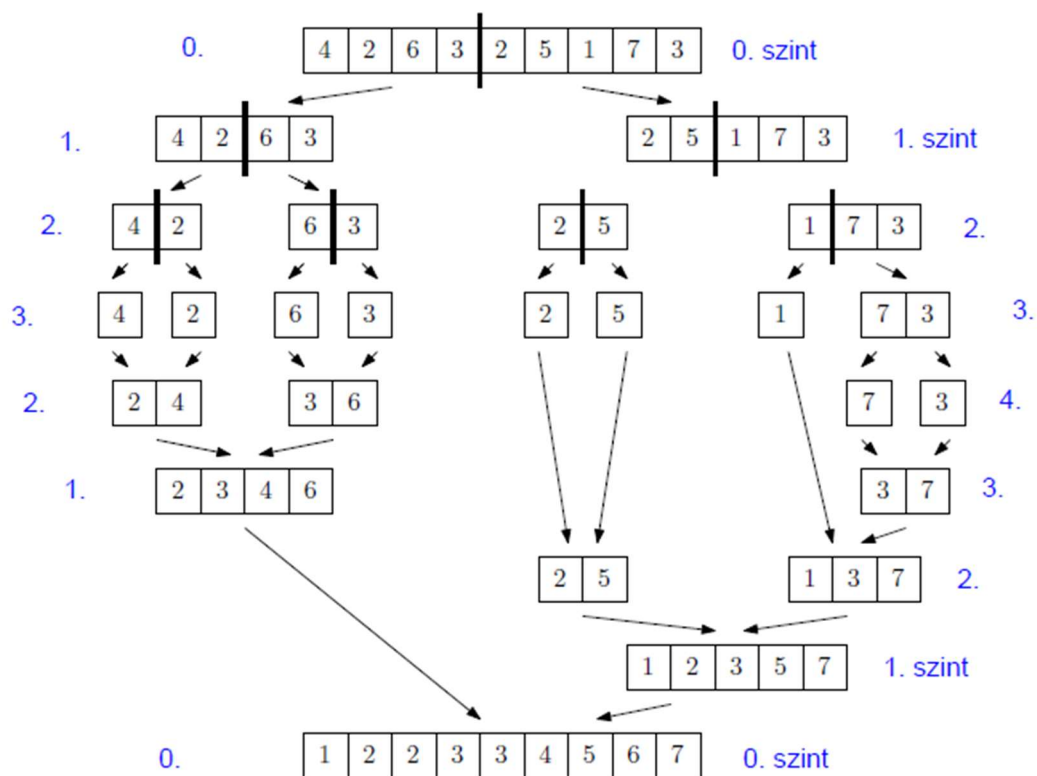 0. 4 2 6 3 2 5 1 7 3 0. szint
1. 4 2 6 3 2 5 1 7 3 1. szint
2. 4 2 6 3 2 5 1 7 3 2.
3. 4 2 6 3 2 5 1 7 3 3.
2. 2 4 3 6 7 3 4.
1. 2 3 4 6 3 7 3.
2 5 1 3 7 2.
1 2 3 5 7 1. szint
0. 1 2 2 3 3 4 5 6 7 0. szint